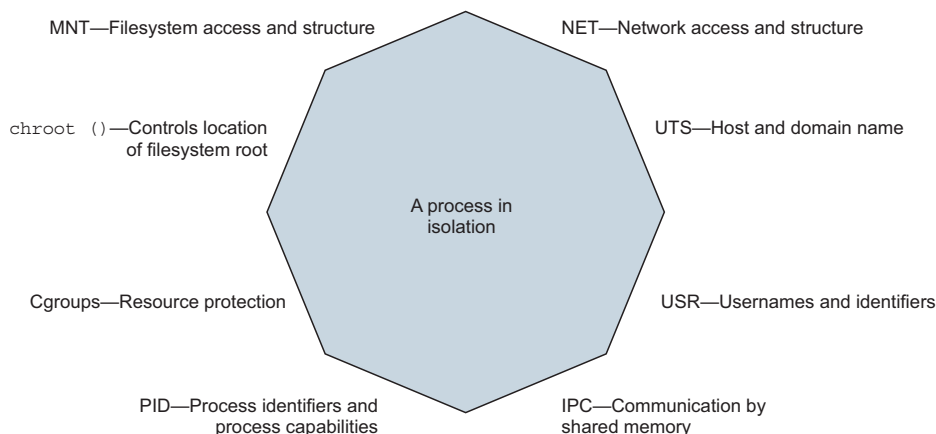 MNT—Filesystem access and structure
NET—Network access and structure
chroot ()—Controls location
of filesystem root
UTS—Host and domain name
A process in
isolation
Cgroups—Resource protection
USR—Usernames and identifiers
PID—Process identifiers and
process capabilities
IPC—Communication by
shared memory